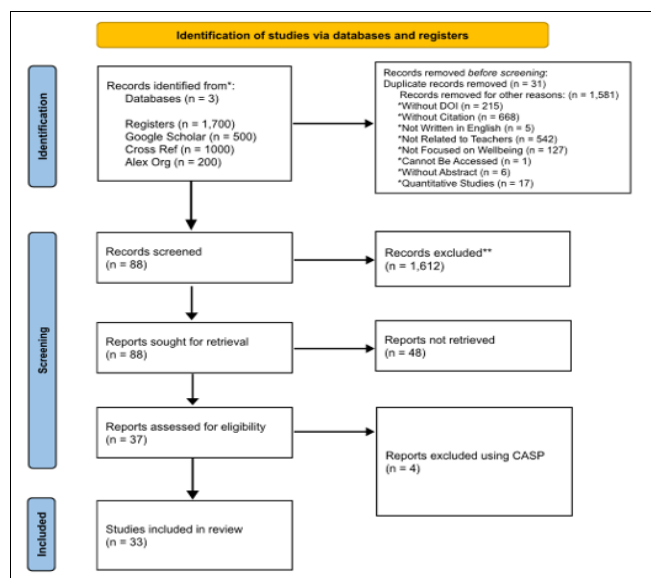 Identification of studies via databases and registers
Identification
Records identified from*:
Databases (n = 3)
Registers (n = 1,700)
Google Scholar (n = 500)
Cross Ref (n = 1000)
Alex Org (n = 200)
Records removed before screening:
Duplicate records removed (n = 31)
Records removed for other reasons: (n = 1,581)
*Without DOI (n = 215)
*Without Citation (n = 668)
*Not Written in English (n = 5)
*Not Related to Teachers (n = 542)
*Not Focused on Wellbeing (n = 127)
*Cannot Be Accessed (n = 1)
*Without Abstract (n = 6)
*Quantitative Studies (n = 17)
Screening
Records screened
(n = 88)
Records excluded**
(n = 1,612)
Reports sought for retrieval
(n = 88)
Reports not retrieved
(n = 48)
Reports assessed for eligibility
(n = 37)
Reports excluded using CASP
(n = 4)
Included
Studies included in review
(n = 33)